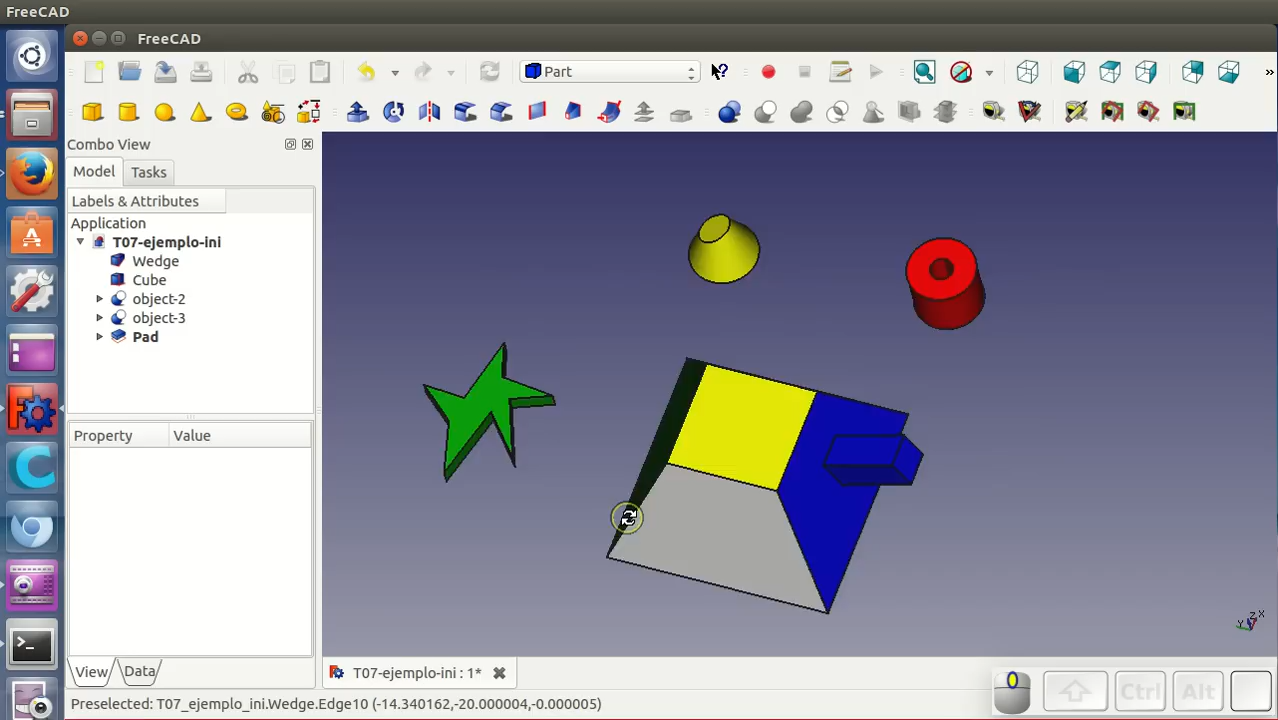 FreeCAD
FreeCAD
Part
»
Combo View
Model
Tasks
Labels & Attributes
Application
T07-ejemplo-ini
Wedge
Cube
object-2
object-3
Pad
Property
Value
View
Data
T07-ejemplo-ini : 1*
Z X
Y
Ctrl
Alt
Preselected: T07_ejemplo_ini.Wedge.Edge10 (-14.340162,-20.000004,-0.000005)